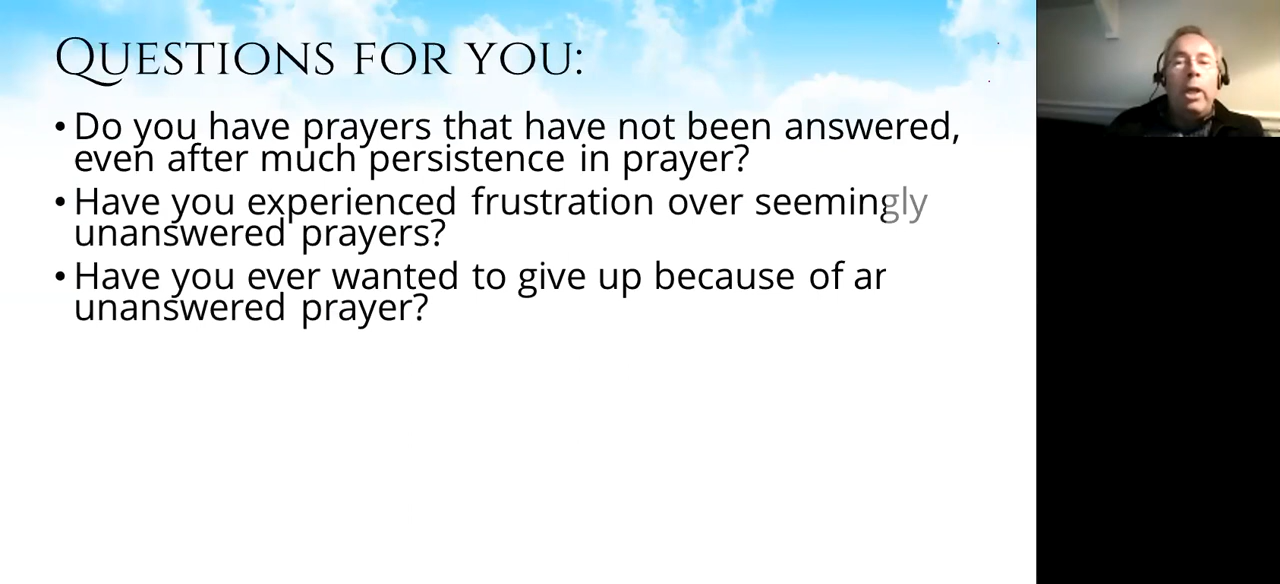 Questions for you:
• Do you have prayers that have not been answered,
even after much persistence in prayer?
• Have you experienced frustration over seemingly
unanswered prayers?
• Have you ever wanted to give up because of ar
unanswered prayer?